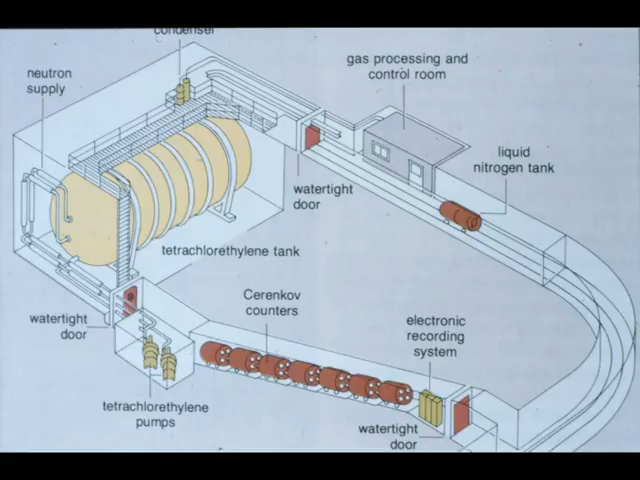 condenser
neutron
supply
gas processing and
control room
liquid
nitrogen tank
watertight
door
tetrachlorethylene tank
Cerenkov
counters
watertight
door
electronic
recording
system
tetrachlorethylene
pumps
watertight
door